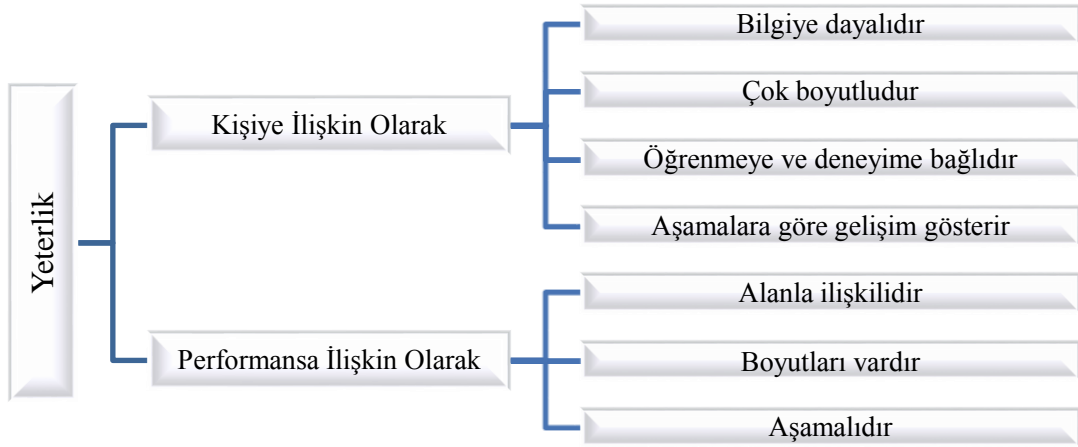 Yeterlik
Kişiye İlişkin Olarak
Bilgiye dayalıdır
Çok boyutludur
Öğrenmeye ve deneyime bağlıdır
Aşamalara göre gelişim gösterir
Performansa İlişkin Olarak
Alanla ilişkilidir
Boyutları vardır
Aşamalıdır